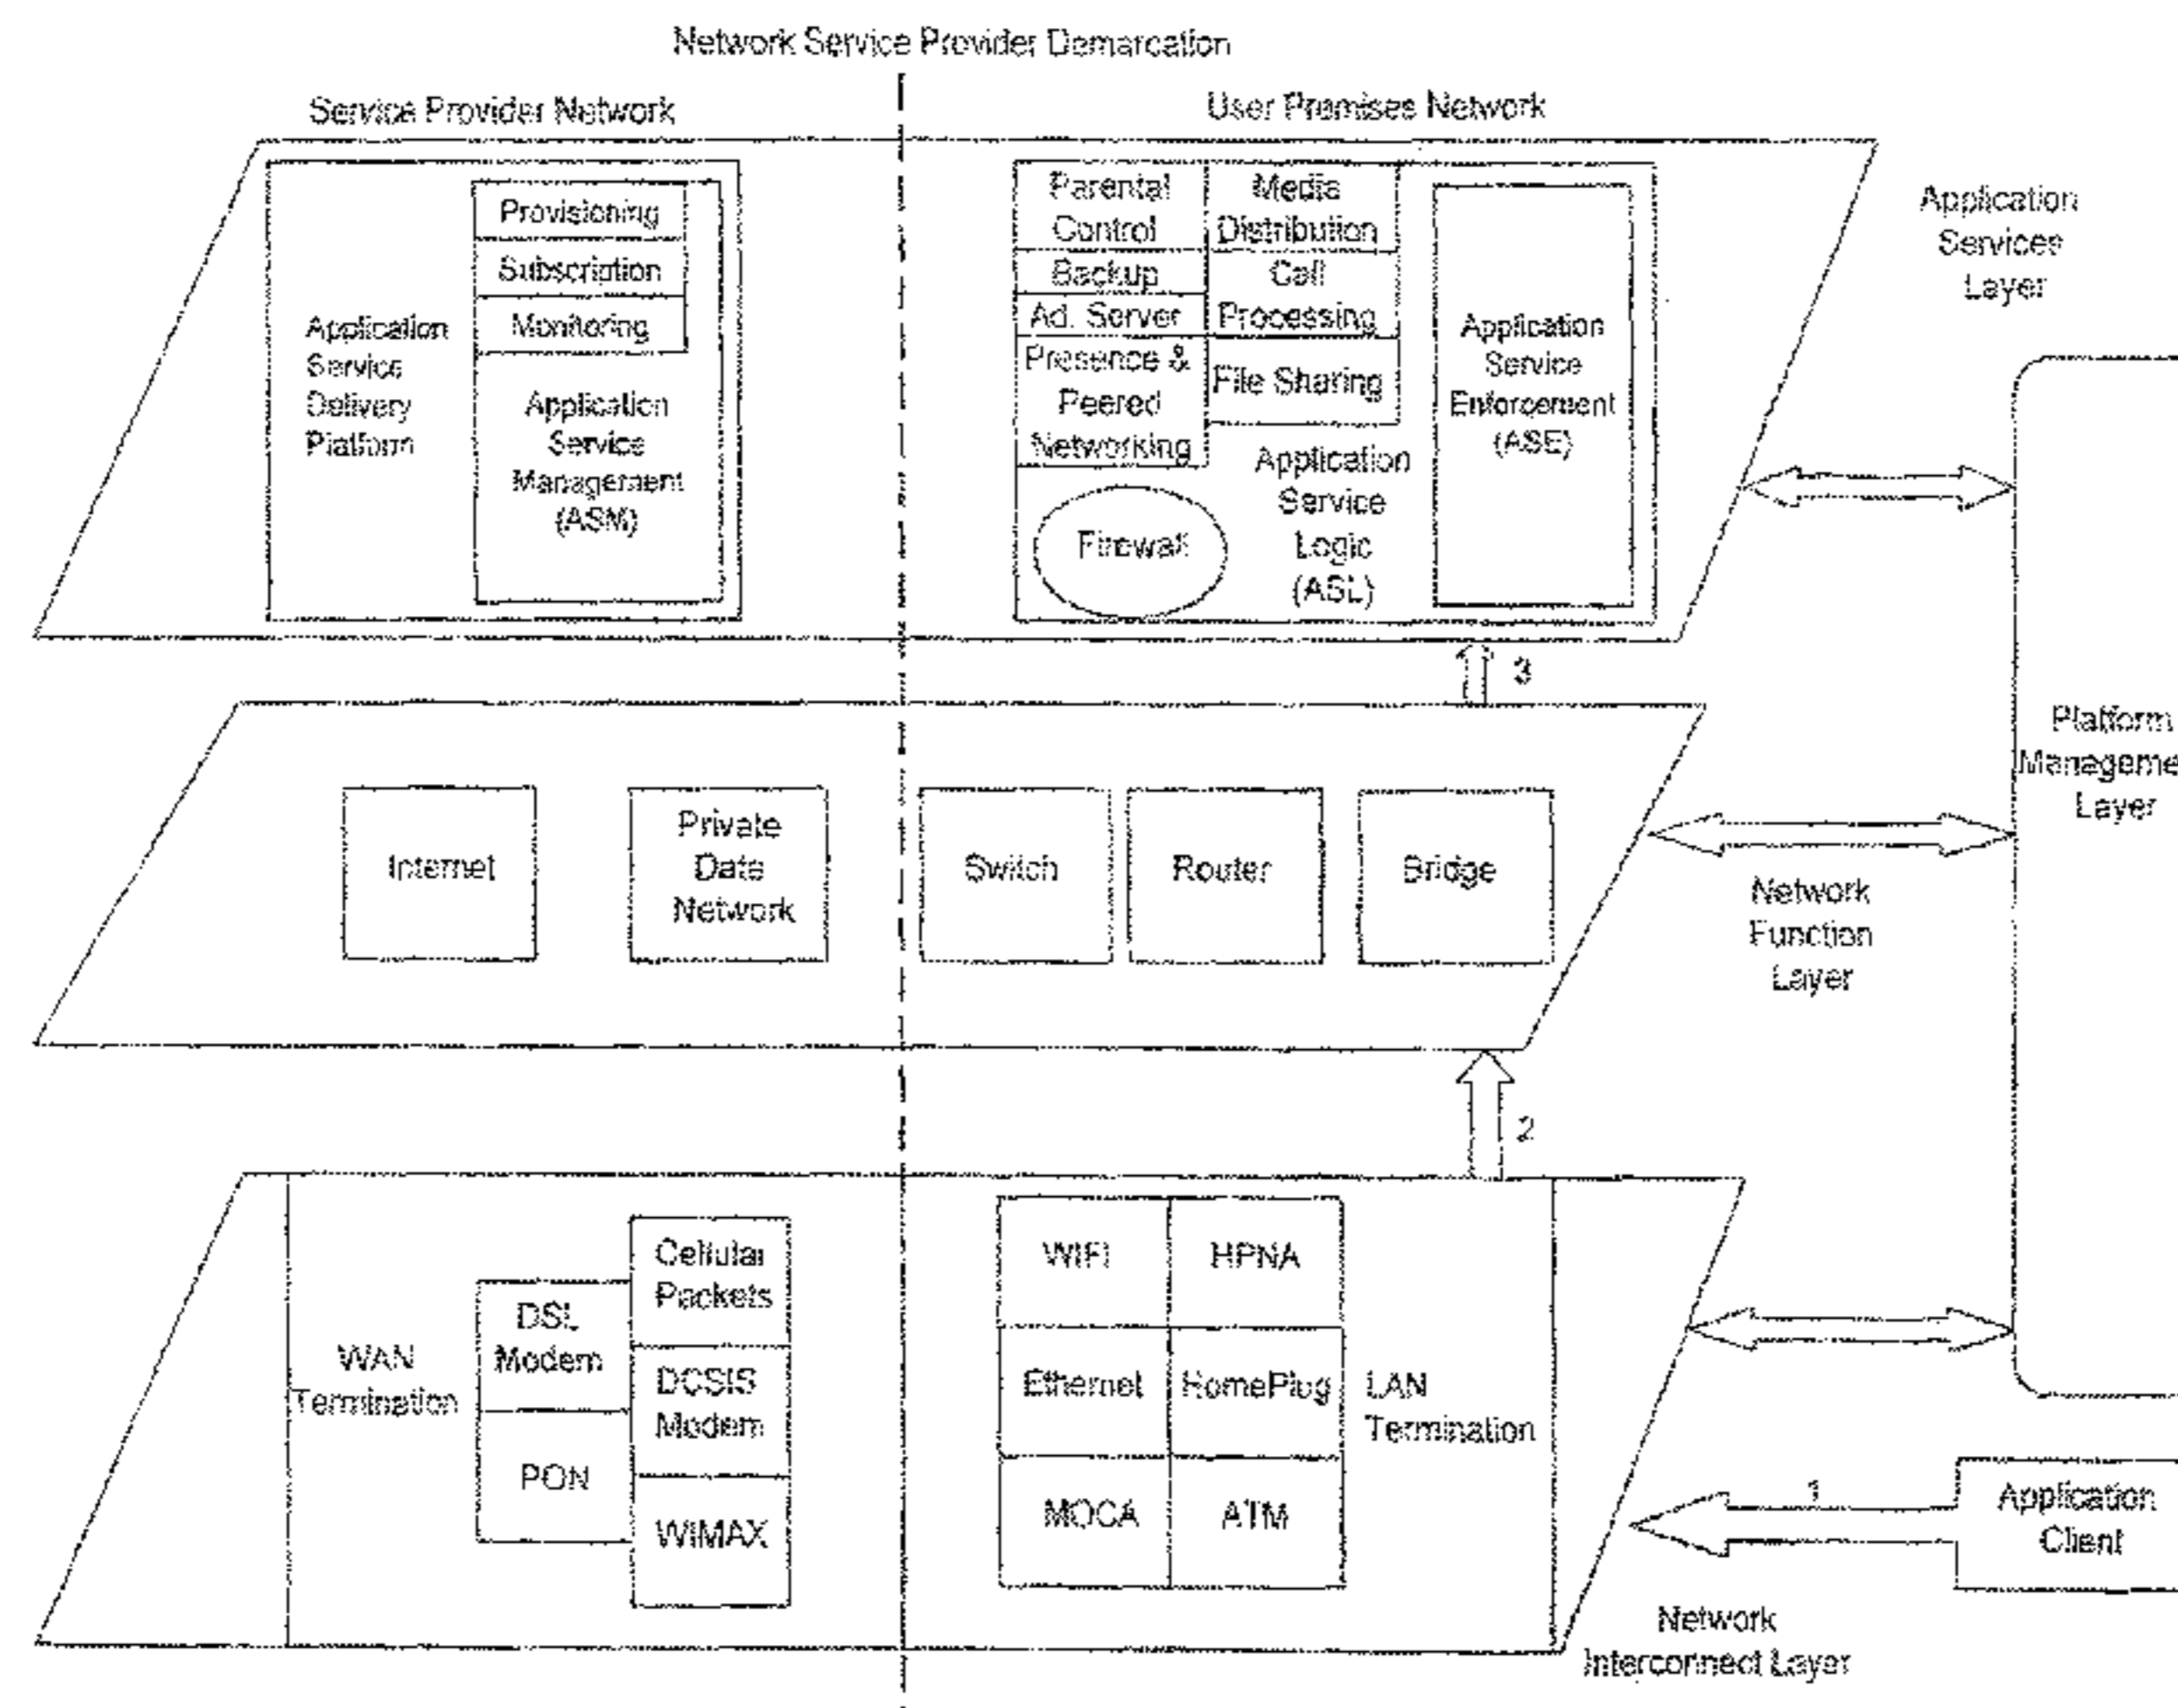 Network Service Provider Demarcation
Service Provider Network
User Premises Network
Provisioning
Subscription
Monitoring
Application
Service
Delivery
Platform
Application
Service
Management
(ASM)
Parental
Control
Media
Distribution
Backup
Call
Processing
Ad. Server
Presence &
Peered
Networking
File Sharing
Firewall
Application
Service
Logic
(ASL)
Application
Service
Enforcement
(ASE)
Application
Services
Layer
3
Internet
Private
Data
Network
Switch
Router
Bridge
Network
Function
Layer
Platform
Manageme
Layer
2
WAN
Termination
DSL
Modem
PON
Cellular
Packets
DCSIS
Modem
WIMAX
WIFI
HPNA
Ethernet
HomePlug
MOCA
ATM
LAN
Termination
1
Application
Client
Network
Interconnect Layer